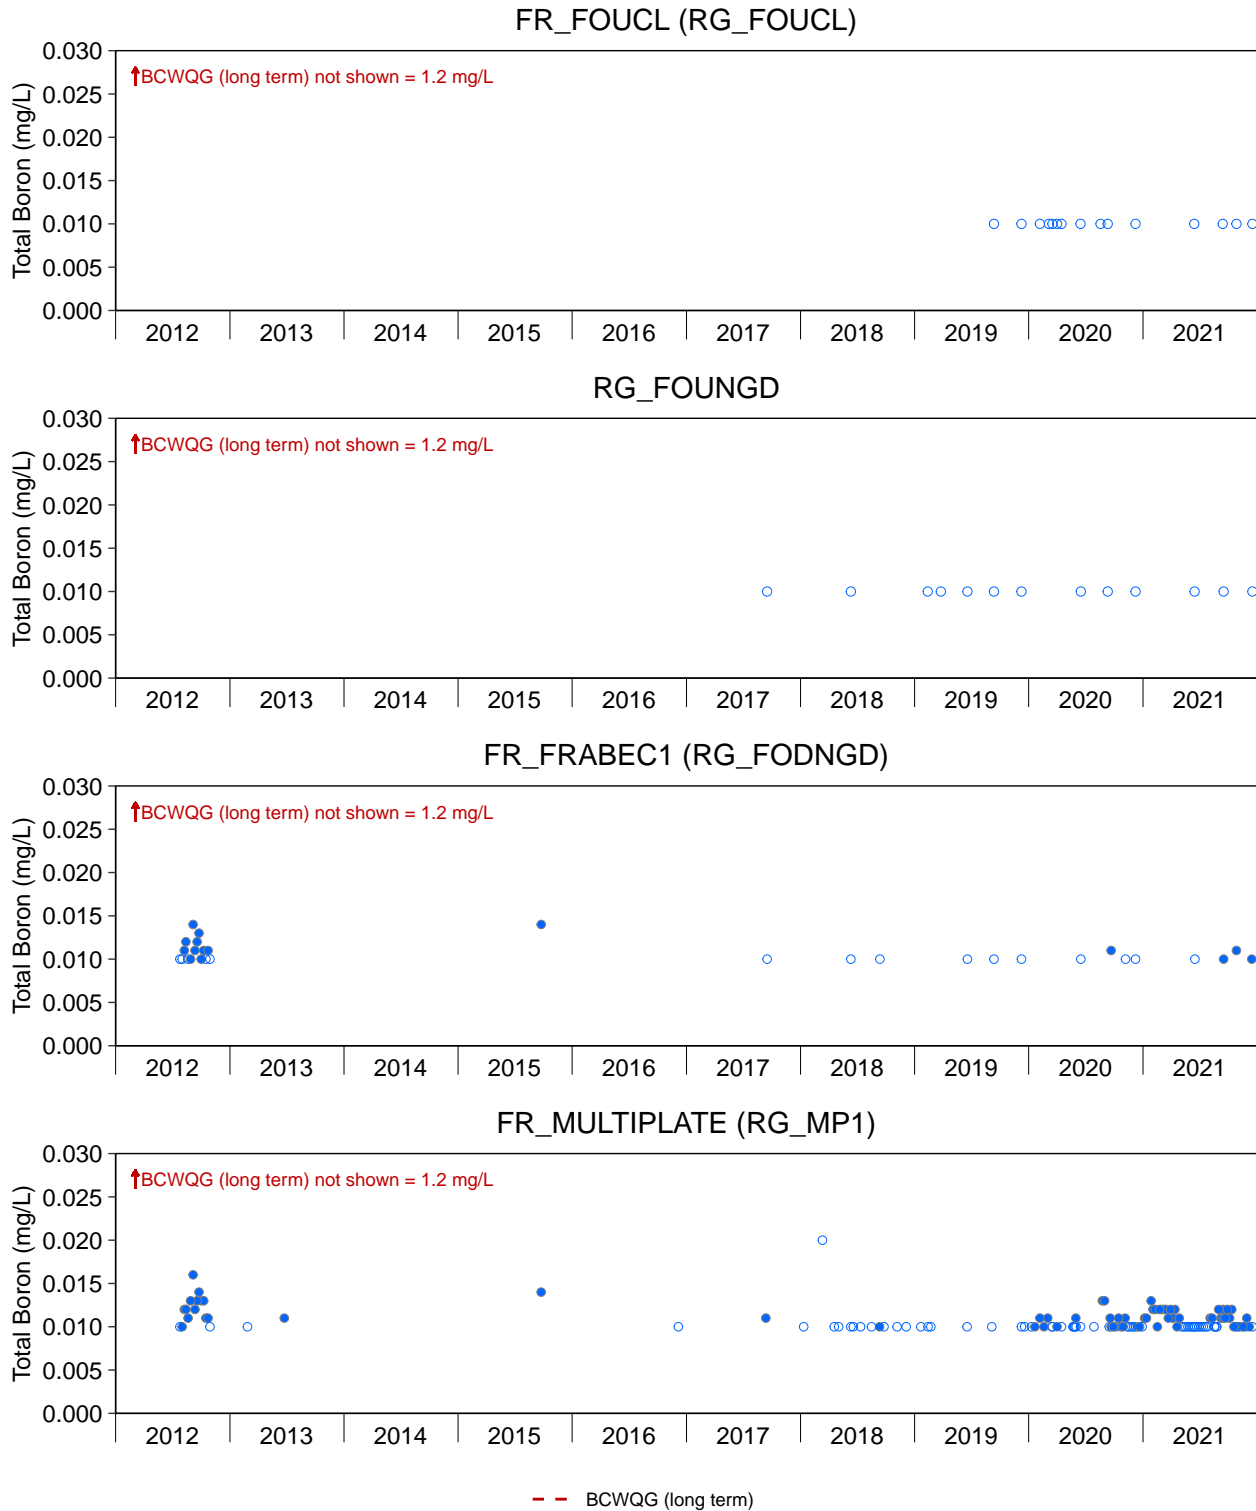 FR_FOUCL (RG_FOUCL)
0.030
0.025
0.020
0.015
0.010
0.005
0.000
Total Boron (mg/L)
BCWQG (long term) not shown = 1.2 mg/L
2012 2013 2014 2015 2016 2017 2018 2019 2020 2021
RG_FOUNGD
0.030
0.025
0.020
0.015
0.010
0.005
0.000
Total Boron (mg/L)
BCWQG (long term) not shown = 1.2 mg/L
2012 2013 2014 2015 2016 2017 2018 2019 2020 2021
FR_FRABEC1 (RG_FODNGD)
0.030
0.025
0.020
0.015
0.010
0.005
0.000
Total Boron (mg/L)
BCWQG (long term) not shown = 1.2 mg/L
2012 2013 2014 2015 2016 2017 2018 2019 2020 2021
FR_MULTIPLATE (RG_MP1)
0.030
0.025
0.020
0.015
0.010
0.005
0.000
Total Boron (mg/L)
BCWQG (long term) not shown = 1.2 mg/L
2012 2013 2014 2015 2016 2017 2018 2019 2020 2021
BCWQG (long term)